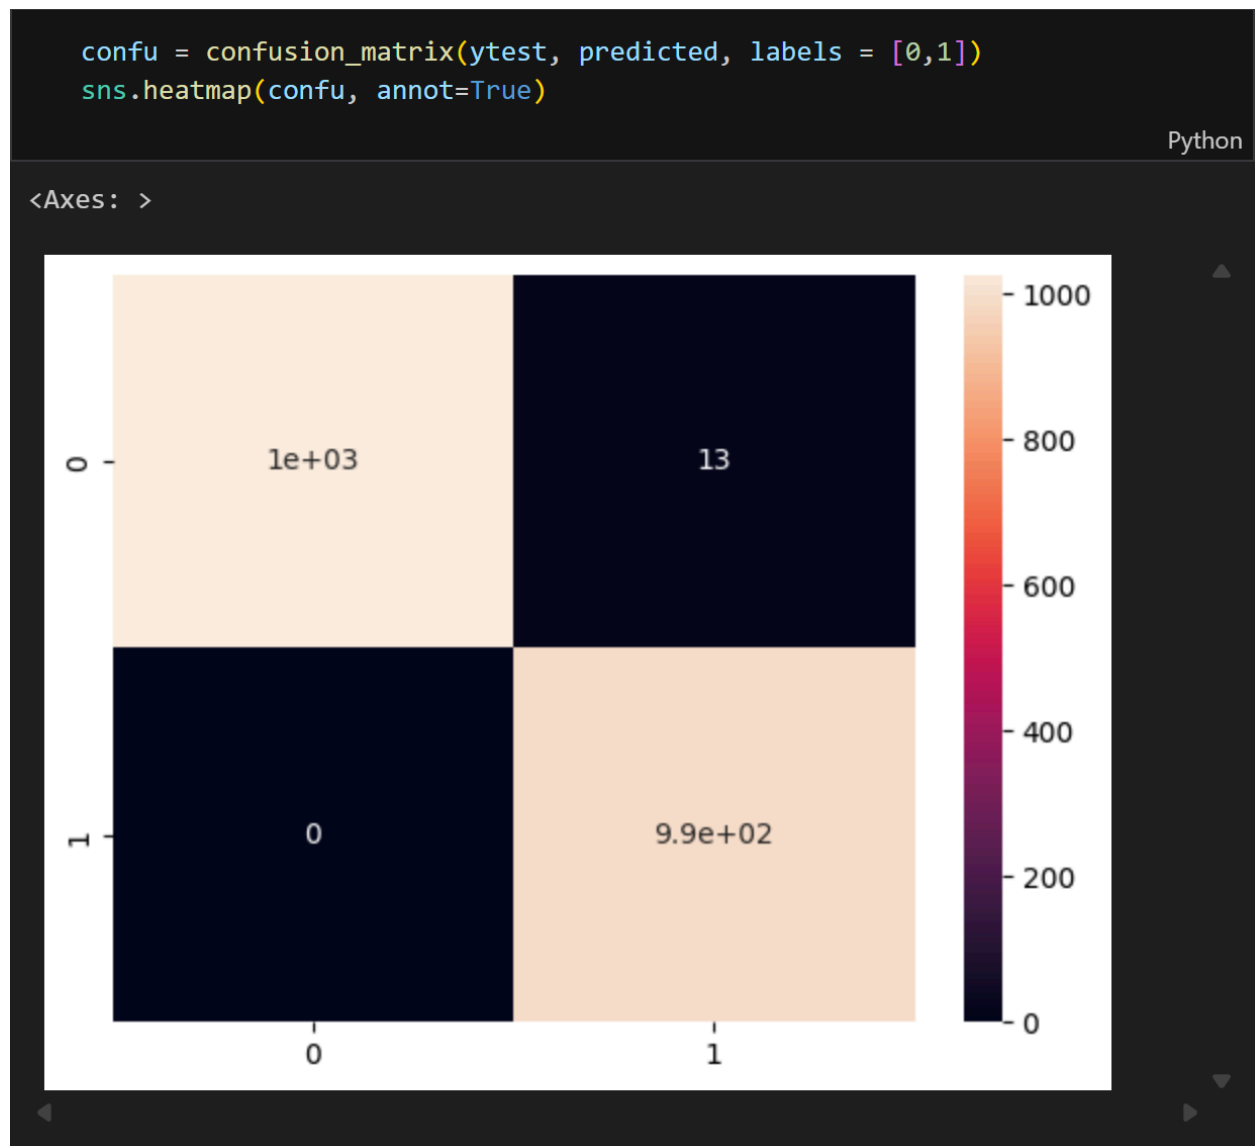 confu = confusion_matrix(ytest, predicted, labels = [0,1])
sns.heatmap(confu, annot=True)
Python
<Axes: >
1000
0
1e+03
13
800
600
400
1
0
9.9e+02
200
0
0
1